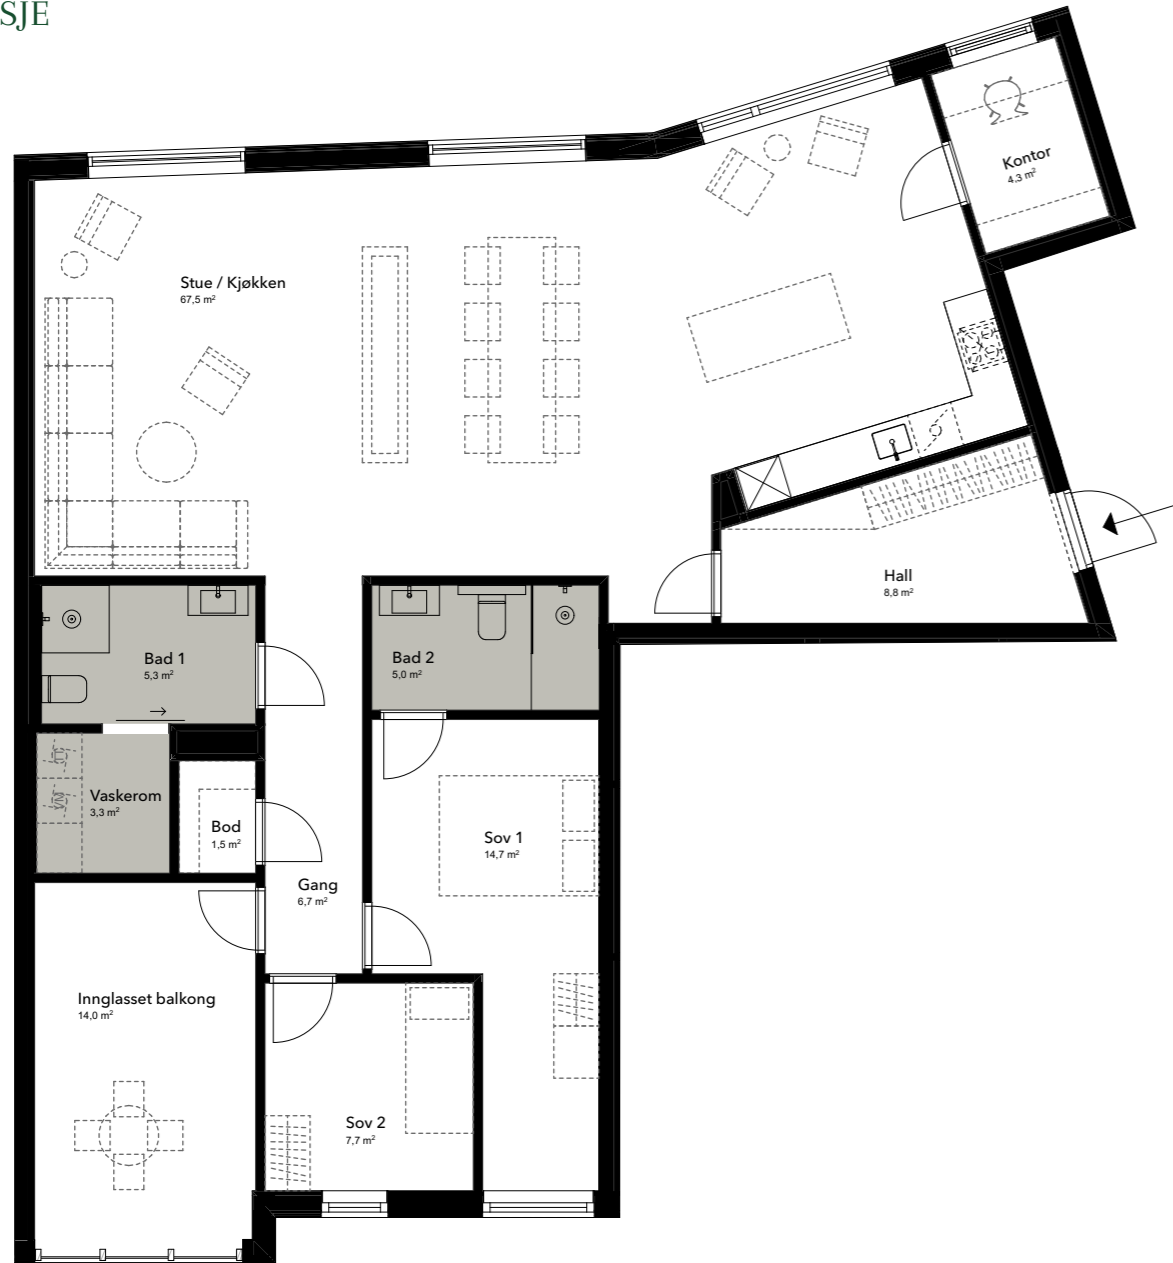 SJE
Kontor
4,3 m²
Stue / Kjøkken
67,5 m²
Hall
8,8 m²
Bad 1
5,3 m²
Bad 2
5,0 m²
Vaskerom
3,3 m²
VM
Bod
1,5 m²
Sov 1
14,7 m²
Gang
6,7 m²
Innglasset balkong
14,0 m²
Sov 2
7,7 m²